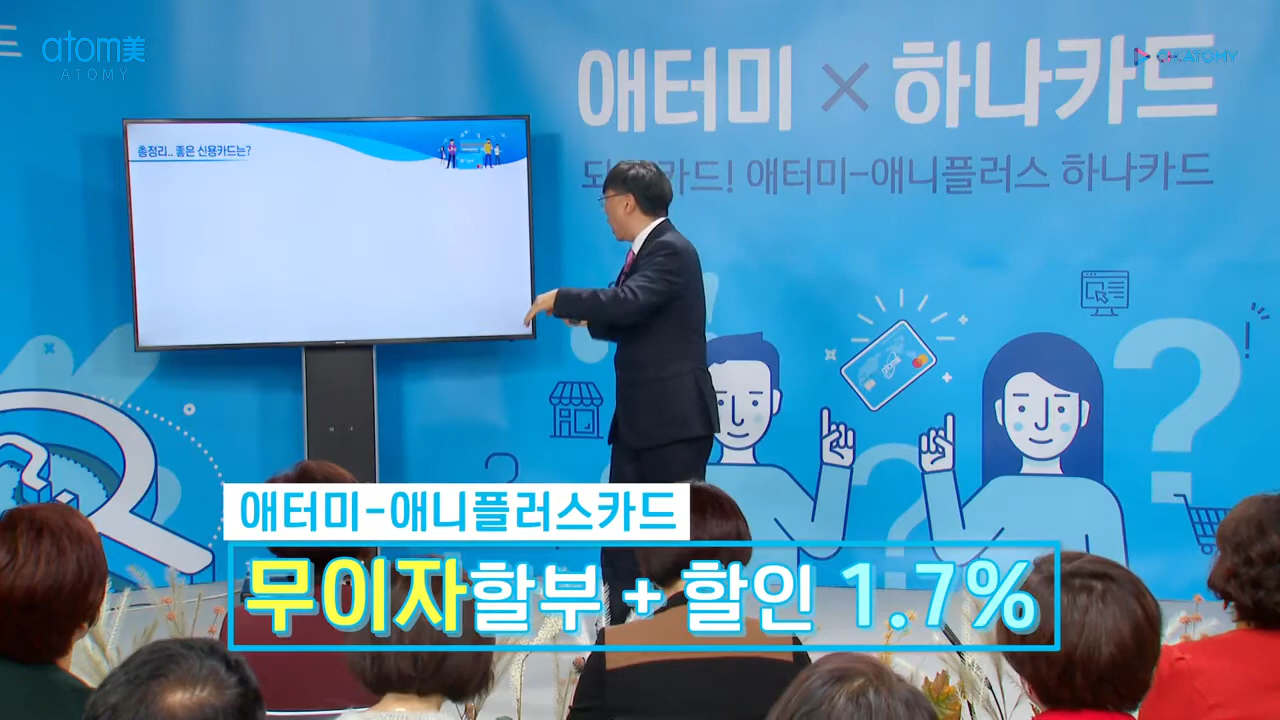 atom美
ATOMY
드
애터미 × 하나카드
카드! 애터미-애니플러스 하나카드
총정리.. 좋은 신용카드는?
애터미-애니플러스카드
무이자할부 + 할인 1.7%